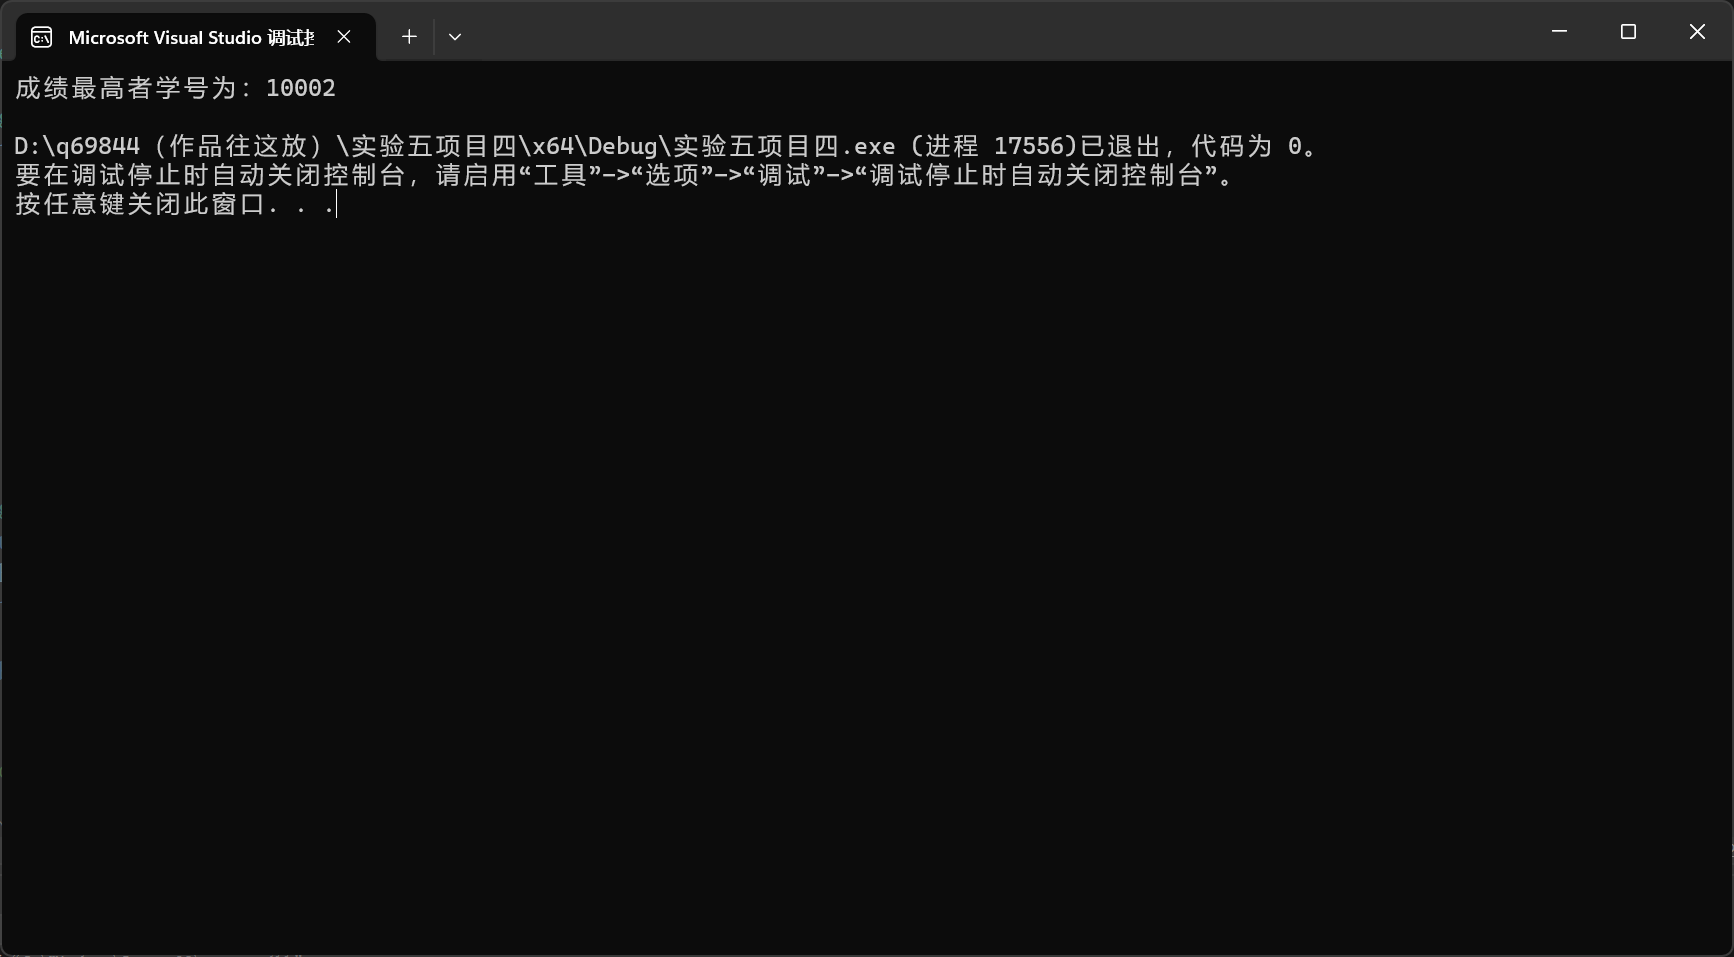 Microsoft Visual Studio 调试
成绩最高者学号为：10002
D:\q69844（作品往这放）\实验五项目四\x64\Debug\实验五项目四.exe (进程 17556)已退出，代码为 0。
要在调试停止时自动关闭控制台，请启用“工具”->“选项”->“调试”->“调试停止时自动关闭控制台”。
按任意键关闭此窗口. . .